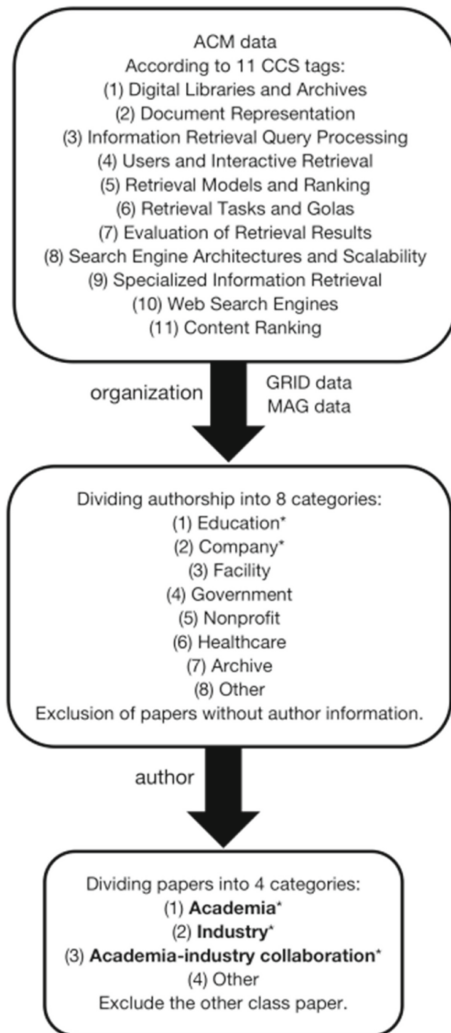 ACM data
According to 11 CCS tags:
(1) Digital Libraries and Archives
(2) Document Representation
(3) Information Retrieval Query Processing
(4) Users and Interactive Retrieval
(5) Retrieval Models and Ranking
(6) Retrieval Tasks and Golas
(7) Evaluation of Retrieval Results
(8) Search Engine Architectures and Scalability
(9) Specialized Information Retrieval
(10) Web Search Engines
(11) Content Ranking
organization
GRID data
MAG data
Dividing authorship into 8 categories:
(1) Education*
(2) Company*
(3) Facility
(4) Government
(5) Nonprofit
(6) Healthcare
(7) Archive
(8) Other
Exclusion of papers without author information.
author
Dividing papers into 4 categories:
(1) Academia*
(2) Industry*
(3) Academia-industry collaboration*
(4) Other
Exclude the other class paper.